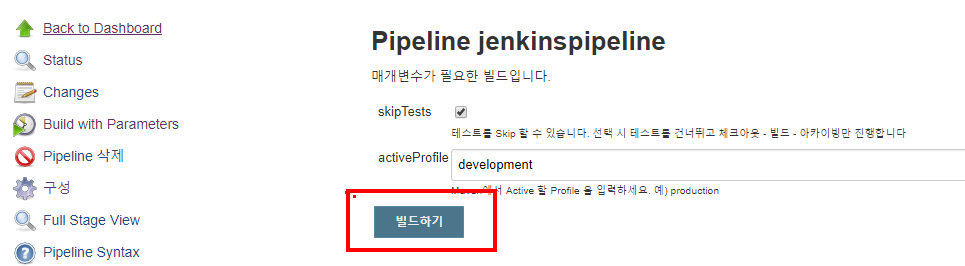 Back to Dashboard
Status
Changes
Build with Parameters
Pipeline 삭제
구성
Full Stage View
Pipeline Syntax
Pipeline jenkinspipeline
매개변수가 필요한 빌드입니다.
skipTests
테스트를 Skip 할 수 있습니다. 선택 시 테스트를 건너뛰고 체크아웃 - 빌드 - 아카이빙만 진행합니다
activeProfile
development
에서 Active 할 Profile 을 입력하세요. 예) production
빌드하기